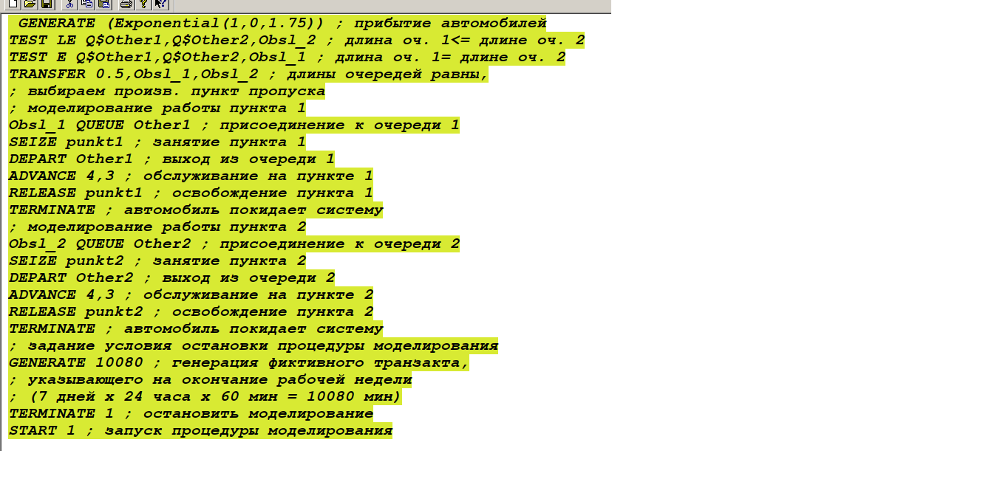 GENERATE (Exponential(1,0,1.75)) ; прибытие автомобилей
TEST LE Q$Other1,Q$Other2,Obsl_2 ; длина оч. 1<= длине оч. 2
TEST E Q$Other1,Q$Other2,Obsl_1 ; длина оч. 1= длине оч. 2
TRANSFER 0.5,Obsl_1,Obsl_2 ; длины очередей равны,
; выбираем произв. пункт пропуска
; моделирование работы пункта 1
Obsl_1 QUEUE Other1 ; присоединение к очереди 1
SEIZE punkt1 ; занятие пункта 1
DEPART Other1 ; выход из очереди 1
ADVANCE 4,3 ; обслуживание на пункте 1
RELEASE punkt1 ; освобождение пункта 1
TERMINATE ; автомобиль покидает систему
; моделирование работы пункта 2
Obsl_2 QUEUE Other2 ; присоединение к очереди 2
SEIZE punkt2 ; занятие пункта 2
DEPART Other2 ; выход из очереди 2
ADVANCE 4,3 ; обслуживание на пункте 2
RELEASE punkt2 ; освобождение пункта 2
TERMINATE ; автомобиль покидает систему
; задание условия остановки процедуры моделирования
GENERATE 10080 ; генерация фиктивного транзакта,
; указывающего на окончание рабочей недели
; (7 дней х 24 часа х 60 мин = 10080 мин)
TERMINATE 1 ; остановить моделирование
START 1 ; запуск процедуры моделирования